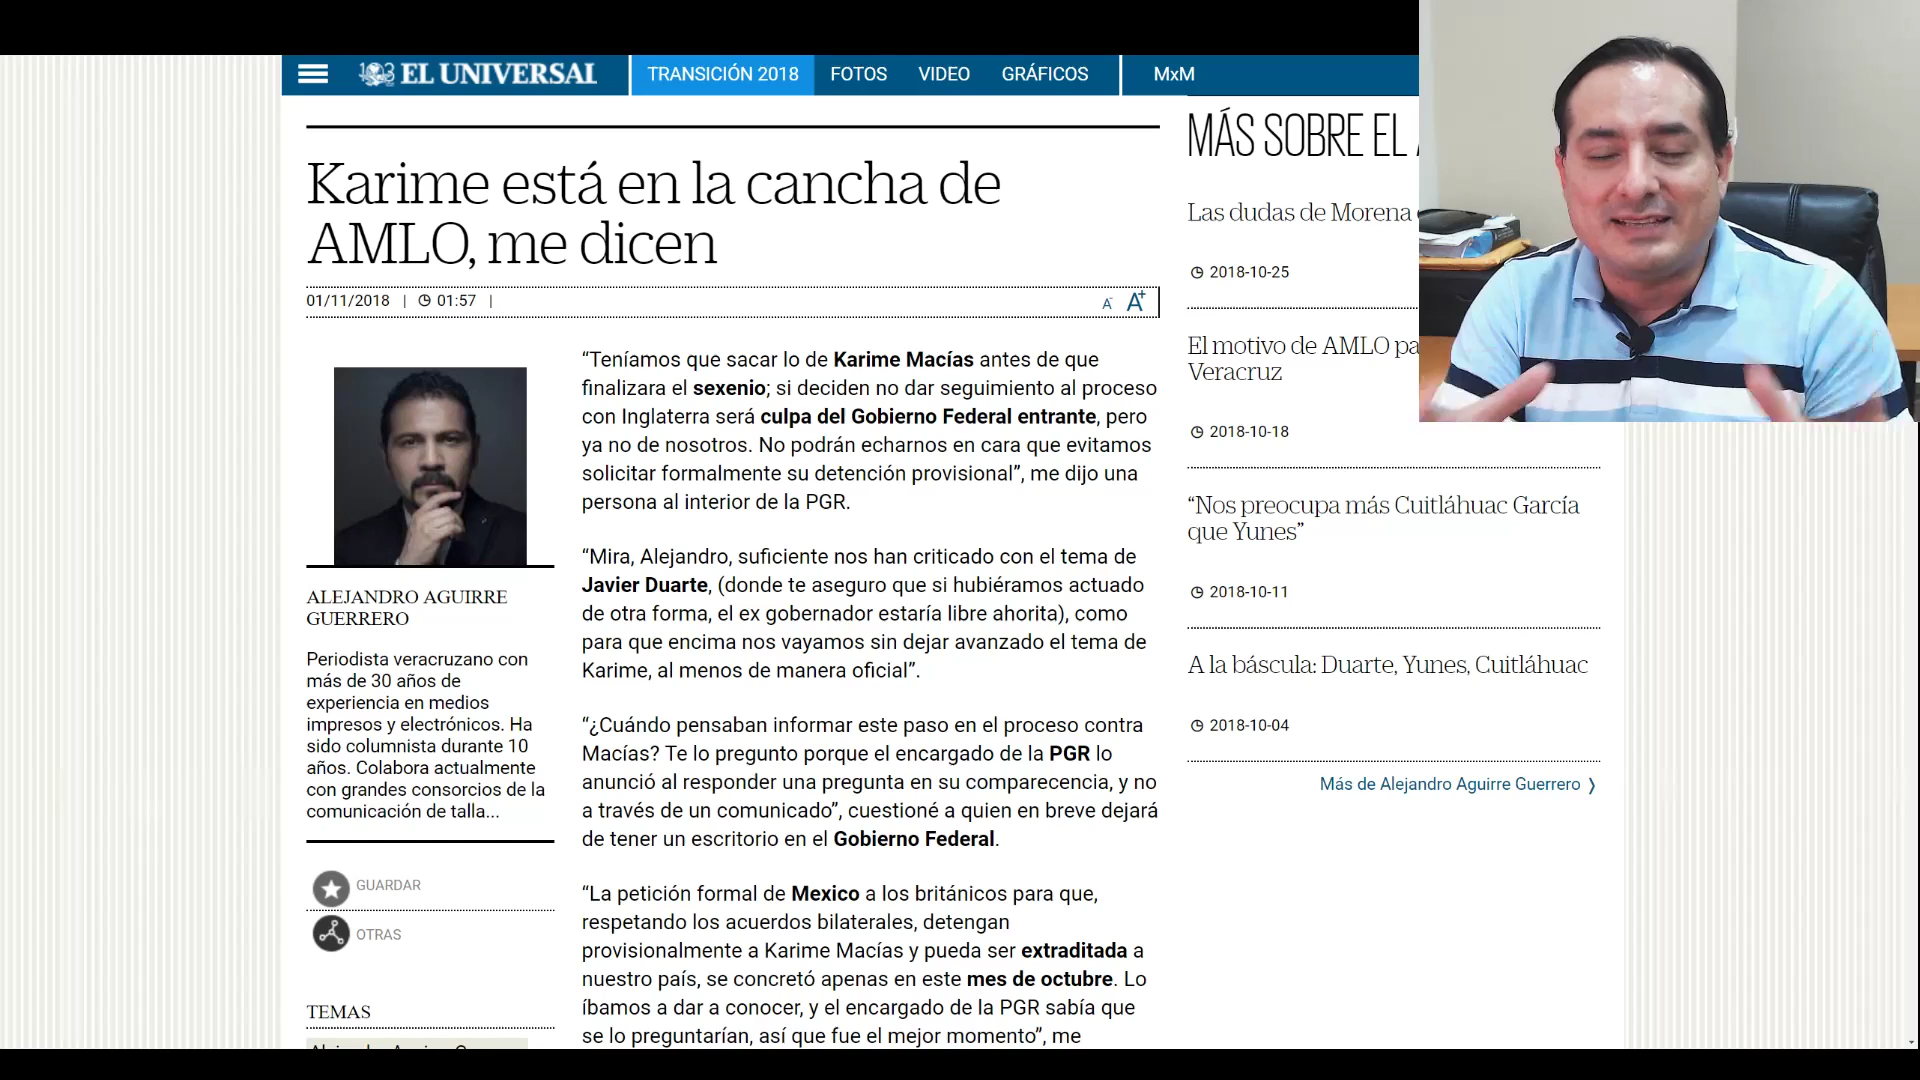 EL UNIVERSAL
TRANSICIÓN 2018
FOTOS
VIDEO
GRÁFICOS
MxM
Karime está en la cancha de
AMLO, me dicen
01/11/2018 | 01:57 |
A- A+
ALEJANDRO AGUIRRE
GUERRERO
Periodista veracruzano con
más de 30 años de
experiencia en medios
impresos y electrónicos. Ha
sido columnista durante 10
años. Colabora actualmente
con grandes consorcios de la
comunicación de talla...
GUARDAR
OTRAS
TEMAS
“Teníamos que sacar lo de Karime Macías antes de que
finalizara el sexenio; si deciden no dar seguimiento al proceso
con Inglaterra será culpa del Gobierno Federal entrante, pero
ya no de nosotros. No podrán echarnos en cara que evitamos
solicitar formalmente su detención provisional”, me dijo una
persona al interior de la PGR.
“Mira, Alejandro, suficiente nos han criticado con el tema de
Javier Duarte, (donde te aseguro que si hubiéramos actuado
de otra forma, el ex gobernador estaría libre ahorita), como
para que encima nos vayamos sin dejar avanzado el tema de
Karime, al menos de manera oficial”.
“¿Cuándo pensaban informar este paso en el proceso contra
Macías? Te lo pregunto porque el encargado de la PGR lo
anunció al responder una pregunta en su comparecencia, y no
a través de un comunicado”, cuestioné a quien en breve dejará
de tener un escritorio en el Gobierno Federal.
“La petición formal de Mexico a los británicos para que,
respetando los acuerdos bilaterales, detengan
provisionalmente a Karime Macías y pueda ser extraditada a
nuestro país, se concretó apenas en este mes de octubre. Lo
íbamos a dar a conocer, y el encargado de la PGR sabía que
se lo preguntarían, así que fue el mejor momento”, me
MÁS SOBRE EL
Las dudas de Morena
2018-10-25
El motivo de AMLO pa
Veracruz
2018-10-18
“Nos preocupa más Cuitláhuac García
que Yunes”
2018-10-11
A la báscula: Duarte, Yunes, Cuitláhuac
2018-10-04
Más de Alejandro Aguirre Guerrero ❭